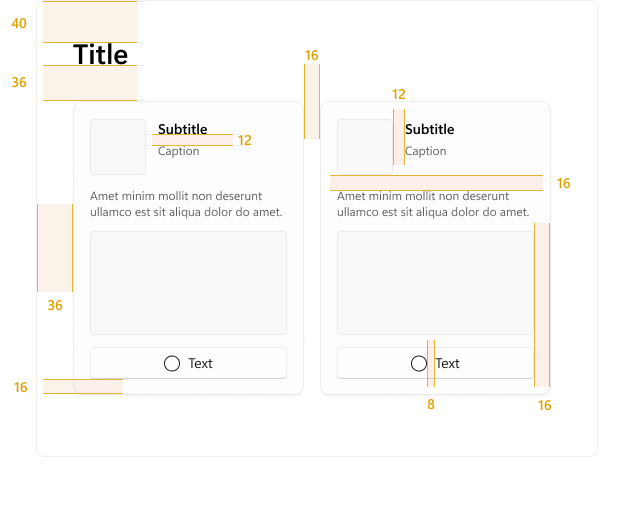 40
Title
36
16
12
Subtitle
12
Caption
Subtitle
Caption
16
Amet minim mollit non deserunt
ullamco est sit aliqua dolor do amet.
Amet minim mollit non deserunt
ullamco est sit aliqua dolor do amet.
36
Text
Text
16
8
16